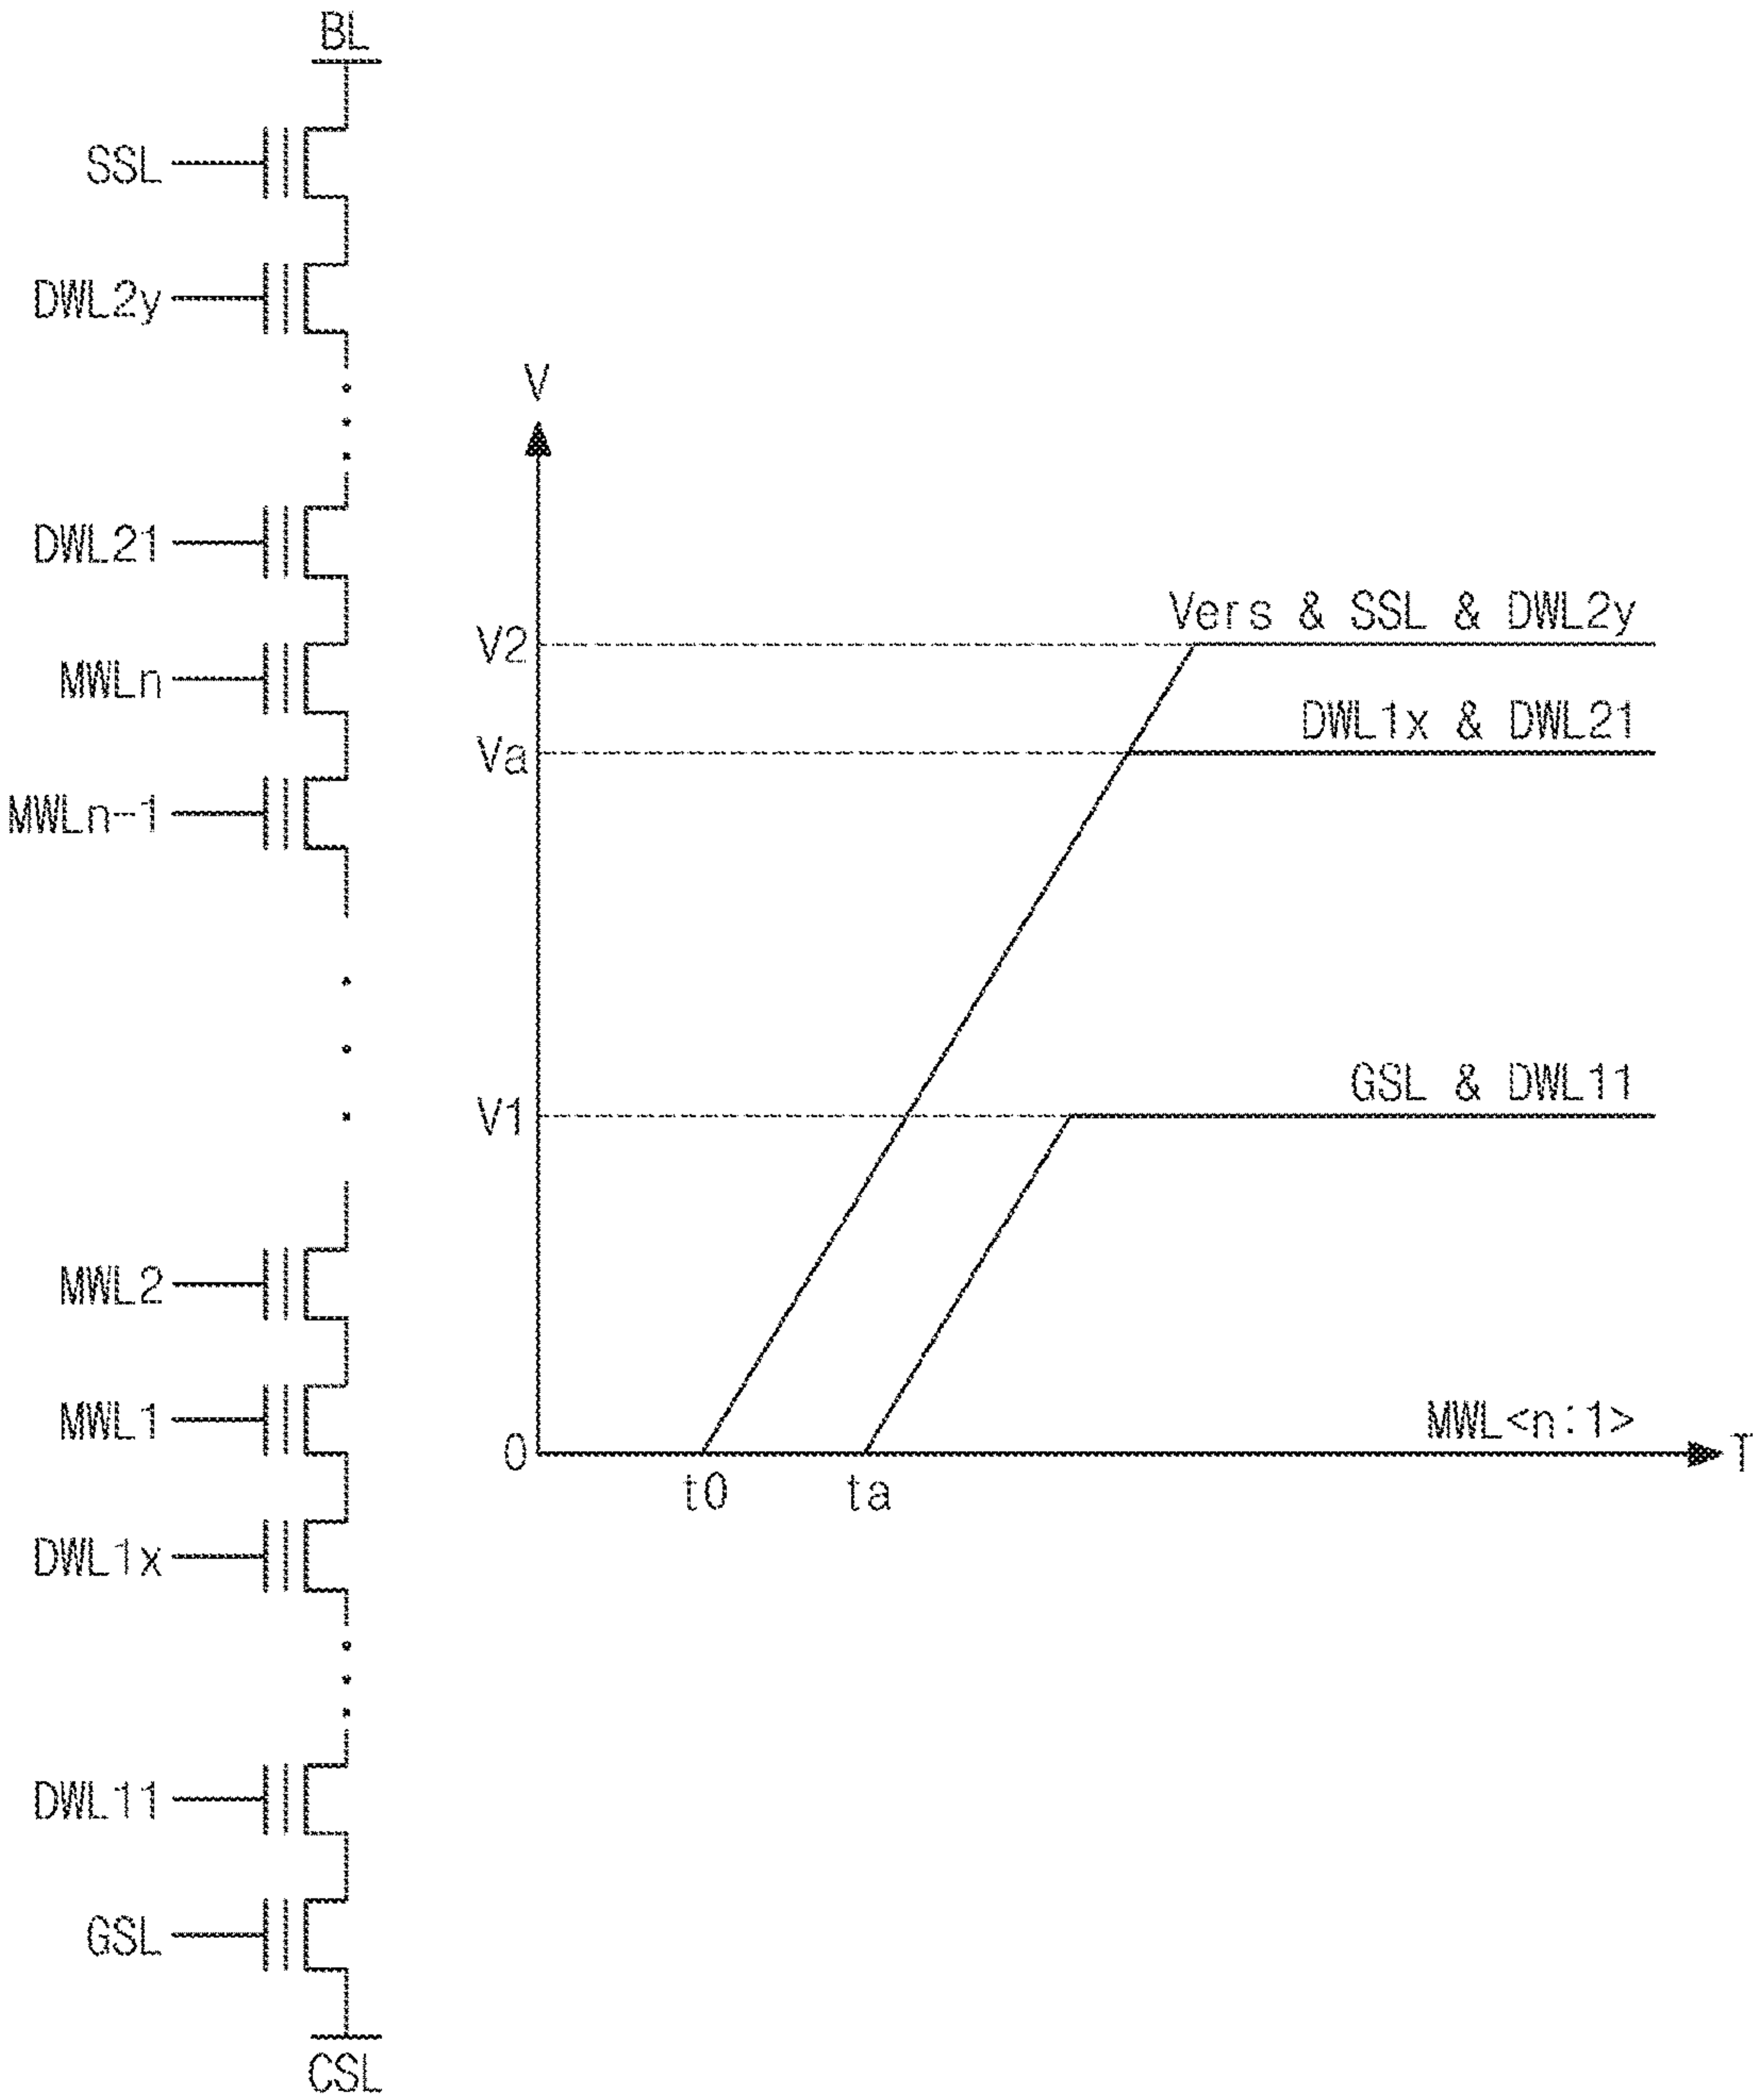 BL
SSL
DWL2y
DWL21
MWLn
MWLn-1
MWL2
MWL1
DWL1x
DWL11
GSL
CSL
V
V2
Va
V1
0
Vers & SSL & DWL2y
DWL1x & DWL21
GSL & DWL11
MWL<n:1>
T
t0
ta